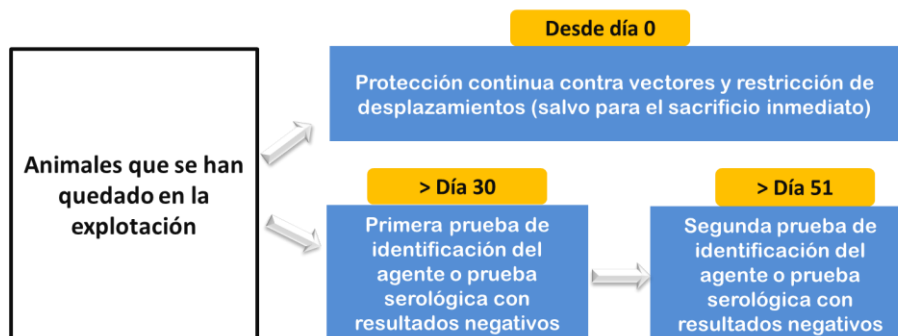 Desde día 0
Protección continua contra vectores y restricción de
desplazamientos (salvo para el sacrificio inmediato)
Animales que se han
quedado en la
explotación
> Día 30
Primera prueba de
identificación del
agente o prueba
serológica con
resultados negativos
> Día 51
Segunda prueba de
identificación del
agente o prueba
serológica con
resultados negativos